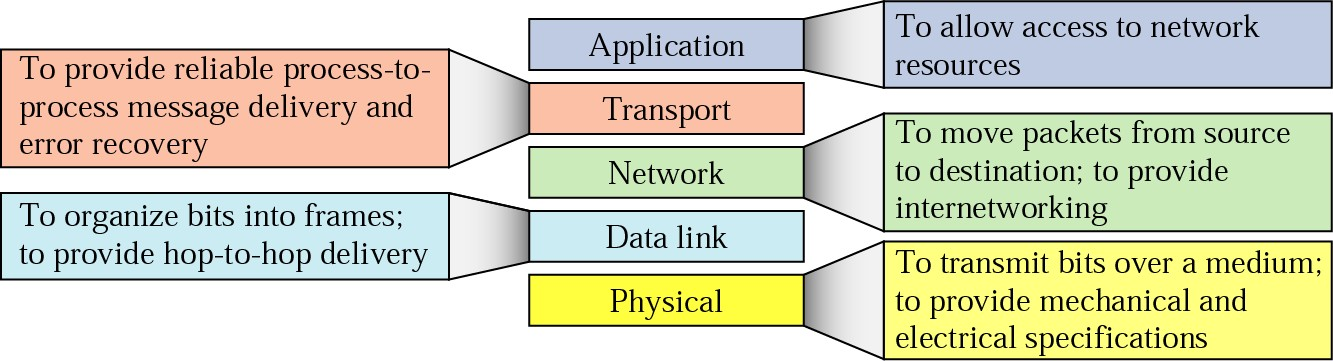 Application
To allow access to network
resources
To provide reliable process-to-
process message delivery and
error recovery
Transport
Network
To move packets from source
to destination; to provide
internetworking
To organize bits into frames;
to provide hop-to-hop delivery
Data link
Physical
To transmit bits over a medium;
to provide mechanical and
electrical specifications